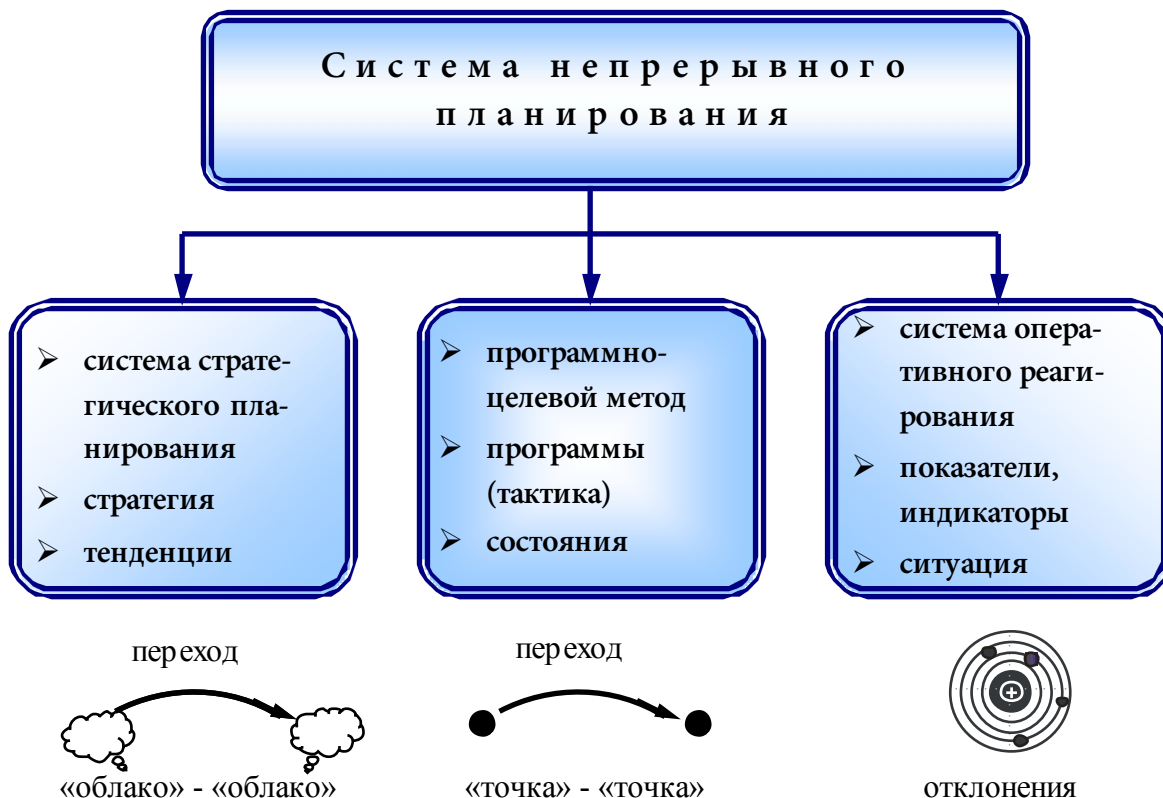 Система непрерывного
планирования
система страте-
гического пла-
нирования
стратегия
тенденции
программно-
целевой метод
программы
(тактика)
состояния
система опера-
тивного реаги-
рования
показатели,
индикаторы
ситуация
переход
«облако» - «облако»
переход
«точка» - «точка»
отклонения